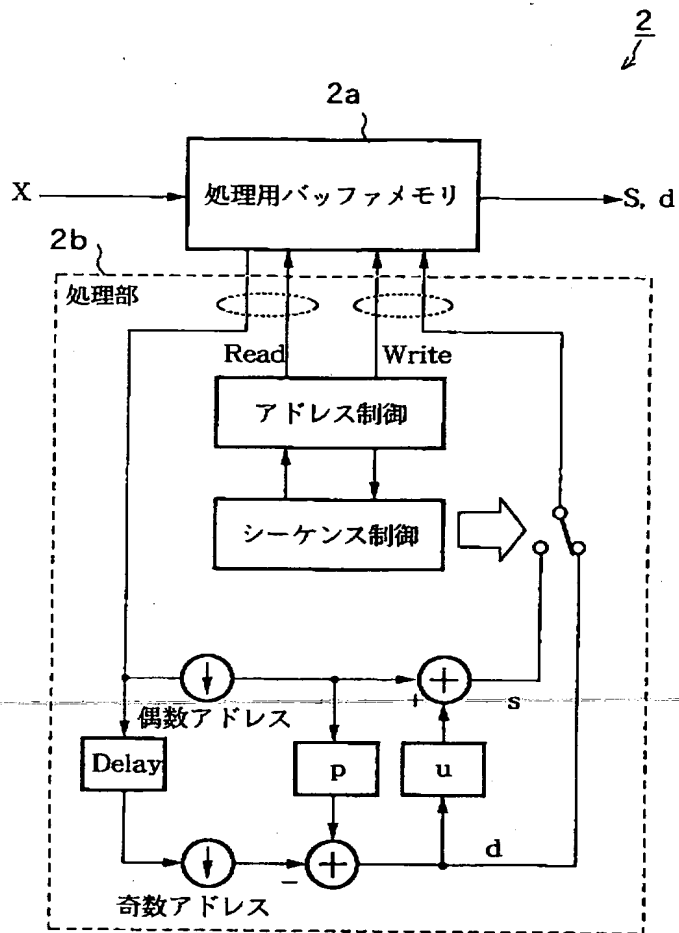 2
2a
X
処理用バッファメモリ
S, d
2b
処理部
Read
Write
アドレス制御
シーケンス制御
+
+
s
偶数アドレス
Delay
p
u
+
−
d
奇数アドレス